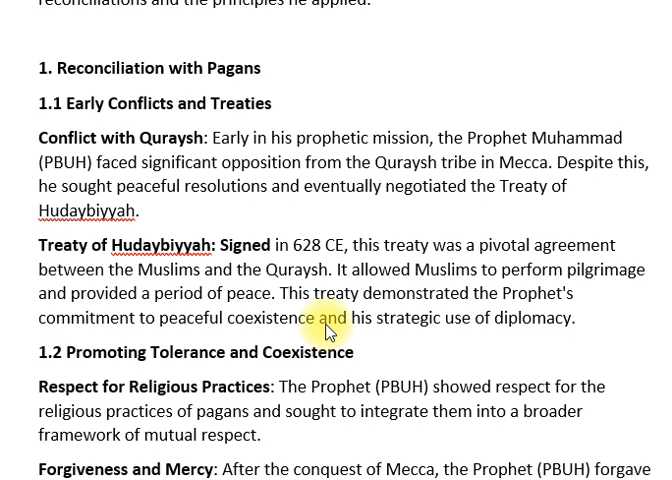 reconciliations and the principles he applied.
1. Reconciliation with Pagans
1.1 Early Conflicts and Treaties
Conflict with Quraysh: Early in his prophetic mission, the Prophet Muhammad
(PBUH) faced significant opposition from the Quraysh tribe in Mecca. Despite this,
he sought peaceful resolutions and eventually negotiated the Treaty of
Hudaybiyyah.
Treaty of Hudaybiyyah: Signed in 628 CE, this treaty was a pivotal agreement
between the Muslims and the Quraysh. It allowed Muslims to perform pilgrimage
and provided a period of peace. This treaty demonstrated the Prophet's
commitment to peaceful coexistence and his strategic use of diplomacy.
1.2 Promoting Tolerance and Coexistence
Respect for Religious Practices: The Prophet (PBUH) showed respect for the
religious practices of pagans and sought to integrate them into a broader
framework of mutual respect.
Forgiveness and Mercy: After the conquest of Mecca, the Prophet (PBUH) forgave